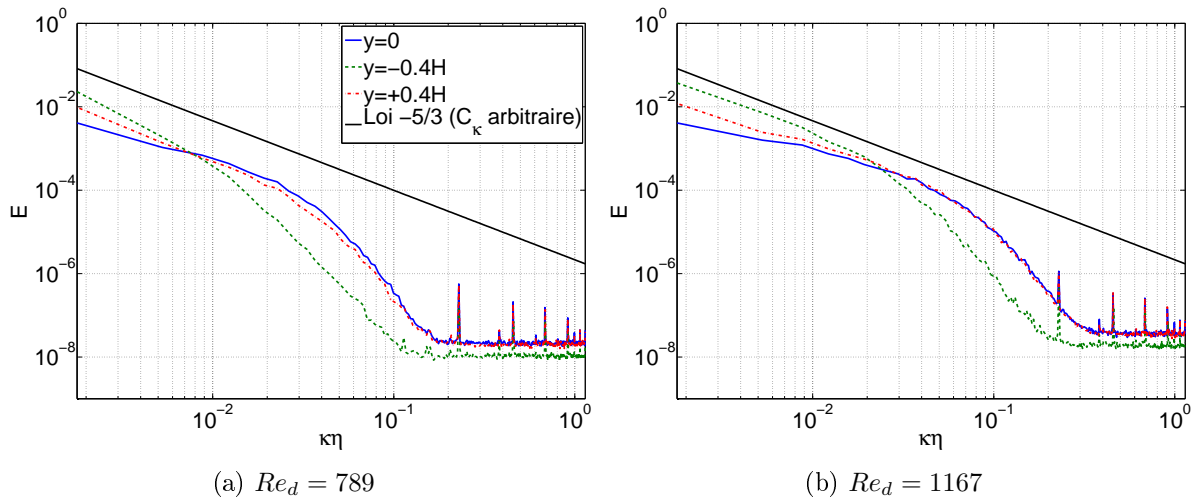 10^0
10^−2
10^−4
10^−6
10^−8
E
10^−2
10^−1
10^0
κη
y=0
y=−0.4H
y=+0.4H
Loi −5/3 (C_κ arbitraire)
(a) Re_d = 789
10^0
10^−2
10^−4
10^−6
10^−8
E
10^−2
10^−1
10^0
κη
(b) Re_d = 1167